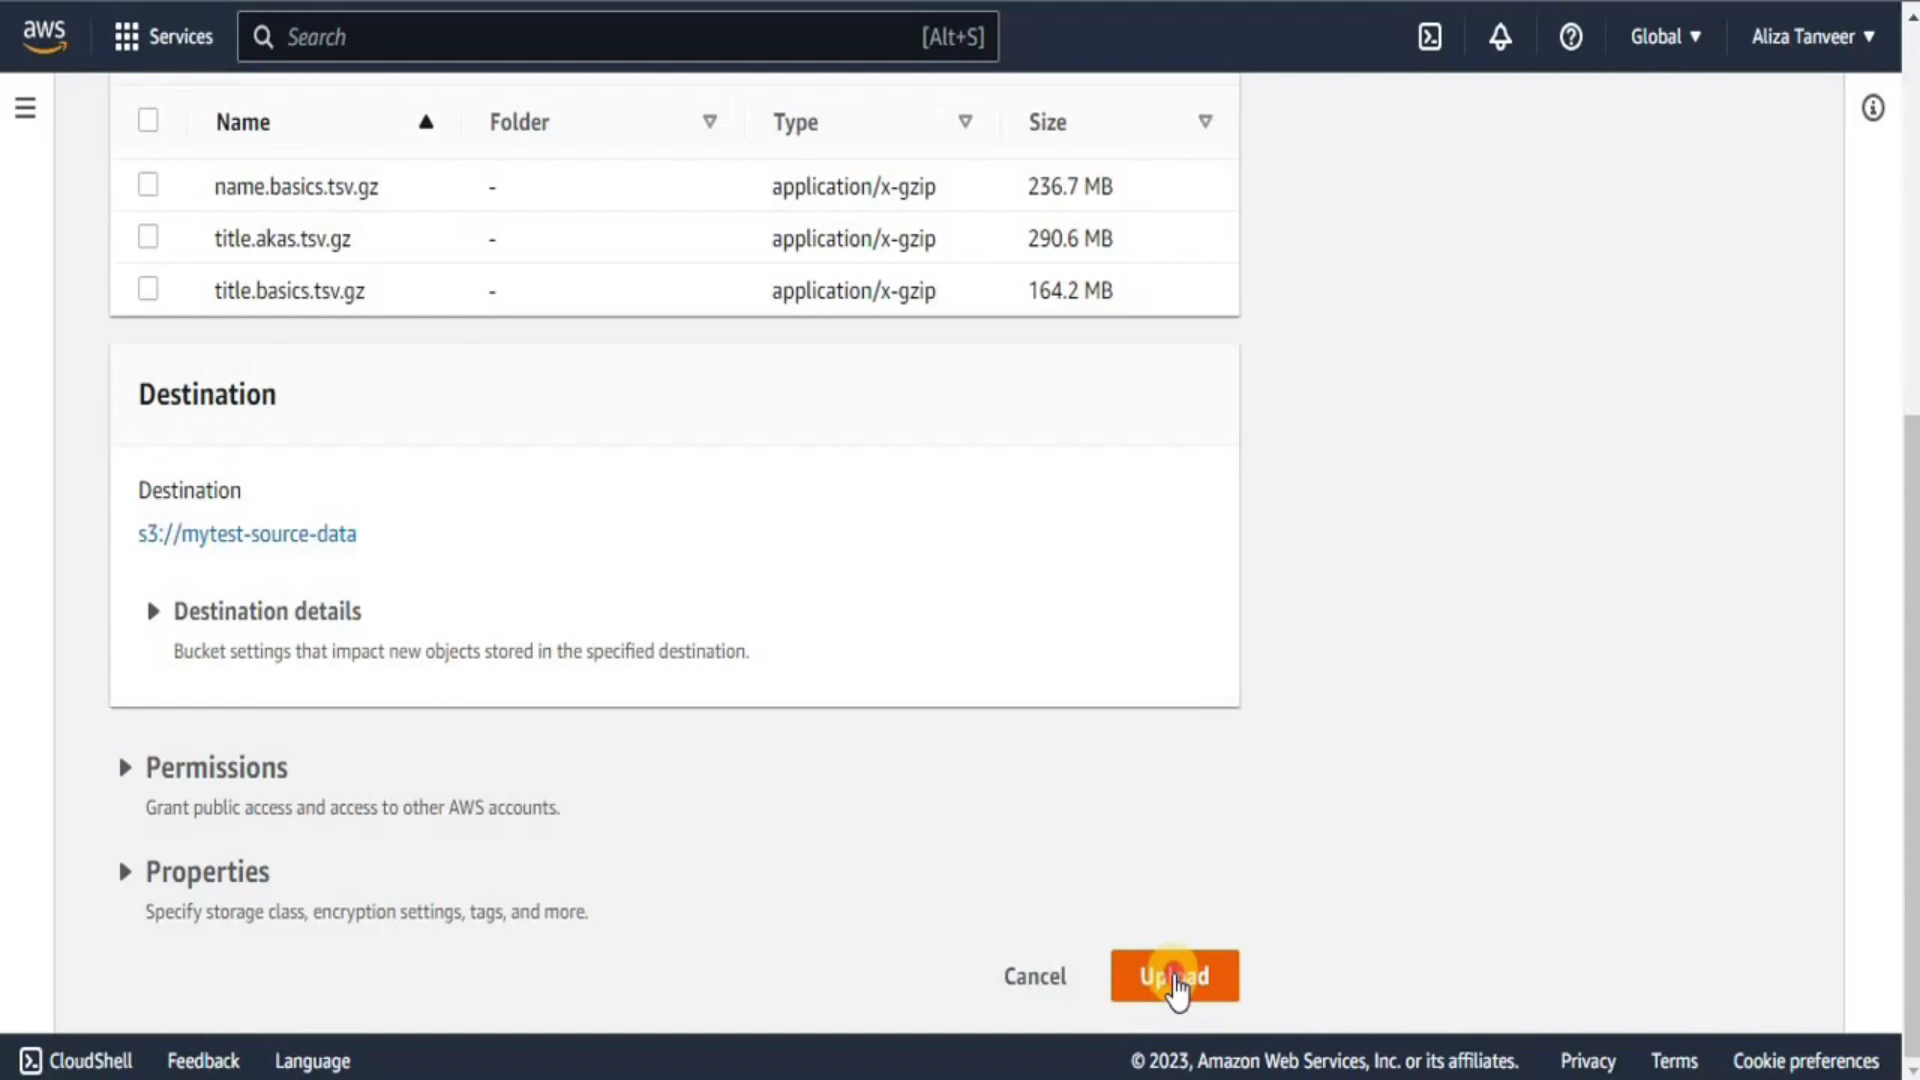 aws Services Search [Alt+S] Global ▼ Aliza Tanveer ▼
Name Folder Type Size
name.basics.tsv.gz - application/x-gzip 236.7 MB
title.akas.tsv.gz - application/x-gzip 290.6 MB
title.basics.tsv.gz - application/x-gzip 164.2 MB
Destination
Destination
s3://mytest-source-data
Destination details
Bucket settings that impact new objects stored in the specified destination.
Permissions
Grant public access and access to other AWS accounts.
Properties
Specify storage class, encryption settings, tags, and more.
Cancel Upload
CloudShell Feedback Language © 2023, Amazon Web Services, Inc. or its affiliates. Privacy Terms Cookie preferences